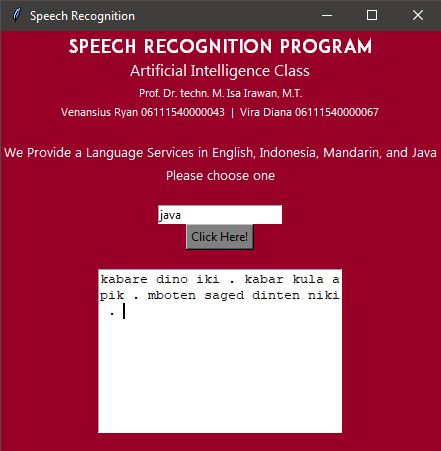 Speech Recognition
SPEECH RECOGNITION PROGRAM
Artificial Intelligence Class
Prof. Dr. techn. M. Isa Irawan, M.T.
Venansius Ryan 06111540000043 | Vira Diana 06111540000067
We Provide a Language Services in English, Indonesia, Mandarin, and Java
Please choose one
java
Click Here!
kabare dino iki . kabar kula a
pik . mboten saged dinten niki
.